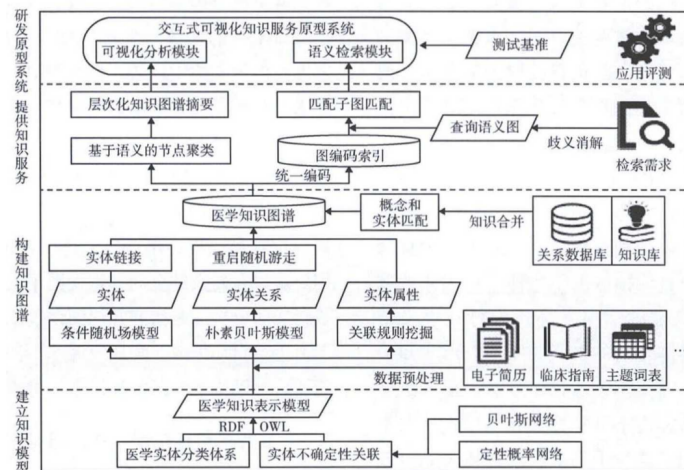 研发原型系统
交互式可视化知识服务原型系统
可视化分析模块
语义检索模块
测试基准
应用评测
提供知识服务
层次化知识图谱摘要
匹配子图匹配
查询语义图
基于语义的节点聚类
图编码索引
歧义消解
检索需求
统一编码
构建知识图谱
医学知识图谱
概念和
实体匹配
知识合并
关系数据库
知识库
实体链接
重启随机游走
实体
实体关系
实体属性
条件随机场模型
朴素贝叶斯模型
关联规则挖掘
数据预处理
电子简历
临床指南
主题词表
…
建立知识模型
医学知识表示模型
RDF
OWL
医学实体分类体系
实体不确定性关联
贝叶斯网络
定性概率网络